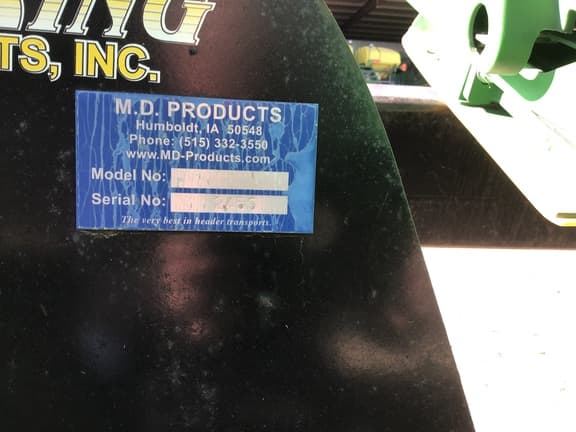 TS, INC.
M.D. PRODUCTS
Humboldt, IA 50548
Phone: (515) 332-3550
www.MD-Products.com
Model No:
Serial No:
The very best in header transports.